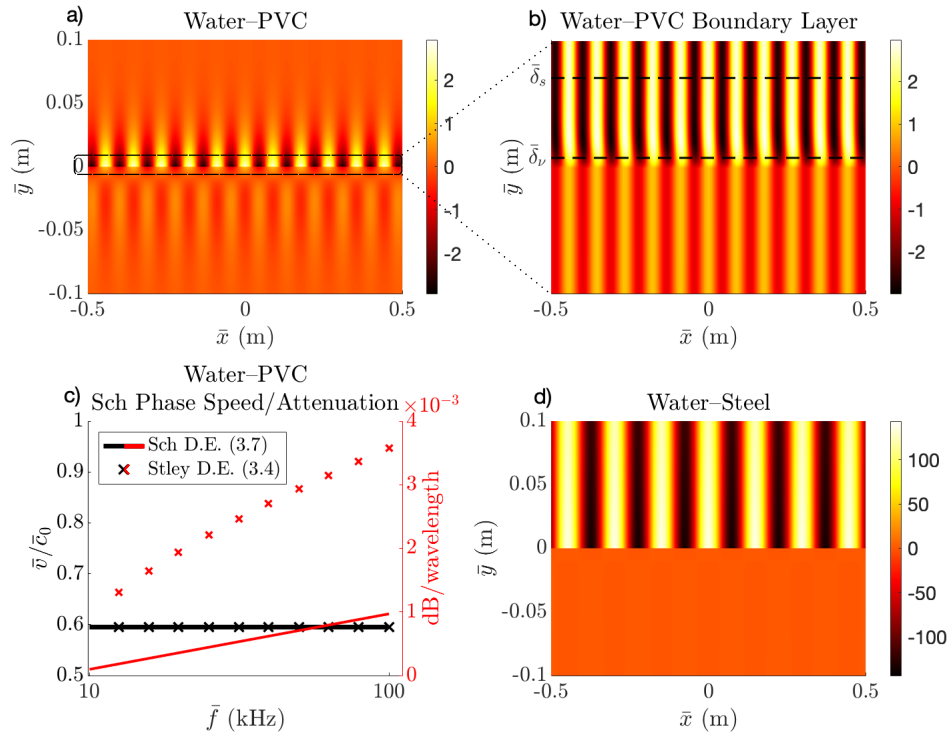 a) Water–PVC
0.1
0.05
0
-0.05
-0.1
ȳ (m)
-0.5 0 0.5
x̄ (m)
2
1
0
-1
-2
b) Water–PVC Boundary Layer
δ̄ₛ
δ̄ᵥ
ȳ (m)
-0.5 0 0.5
x̄ (m)
2
1
0
-1
-2
c) Water–PVC
Sch Phase Speed/Attenuation
×10⁻³
Sch D.E. (3.7)
Stley D.E. (3.4)
1
0.9
0.8
0.7
0.6
0.5
v̄/c̄₀
10 100
f̄ (kHz)
4
3
2
1
0
dB/wavelength
d) Water–Steel
0.1
0.05
0
-0.05
-0.1
ȳ (m)
-0.5 0 0.5
x̄ (m)
100
50
0
-50
-100